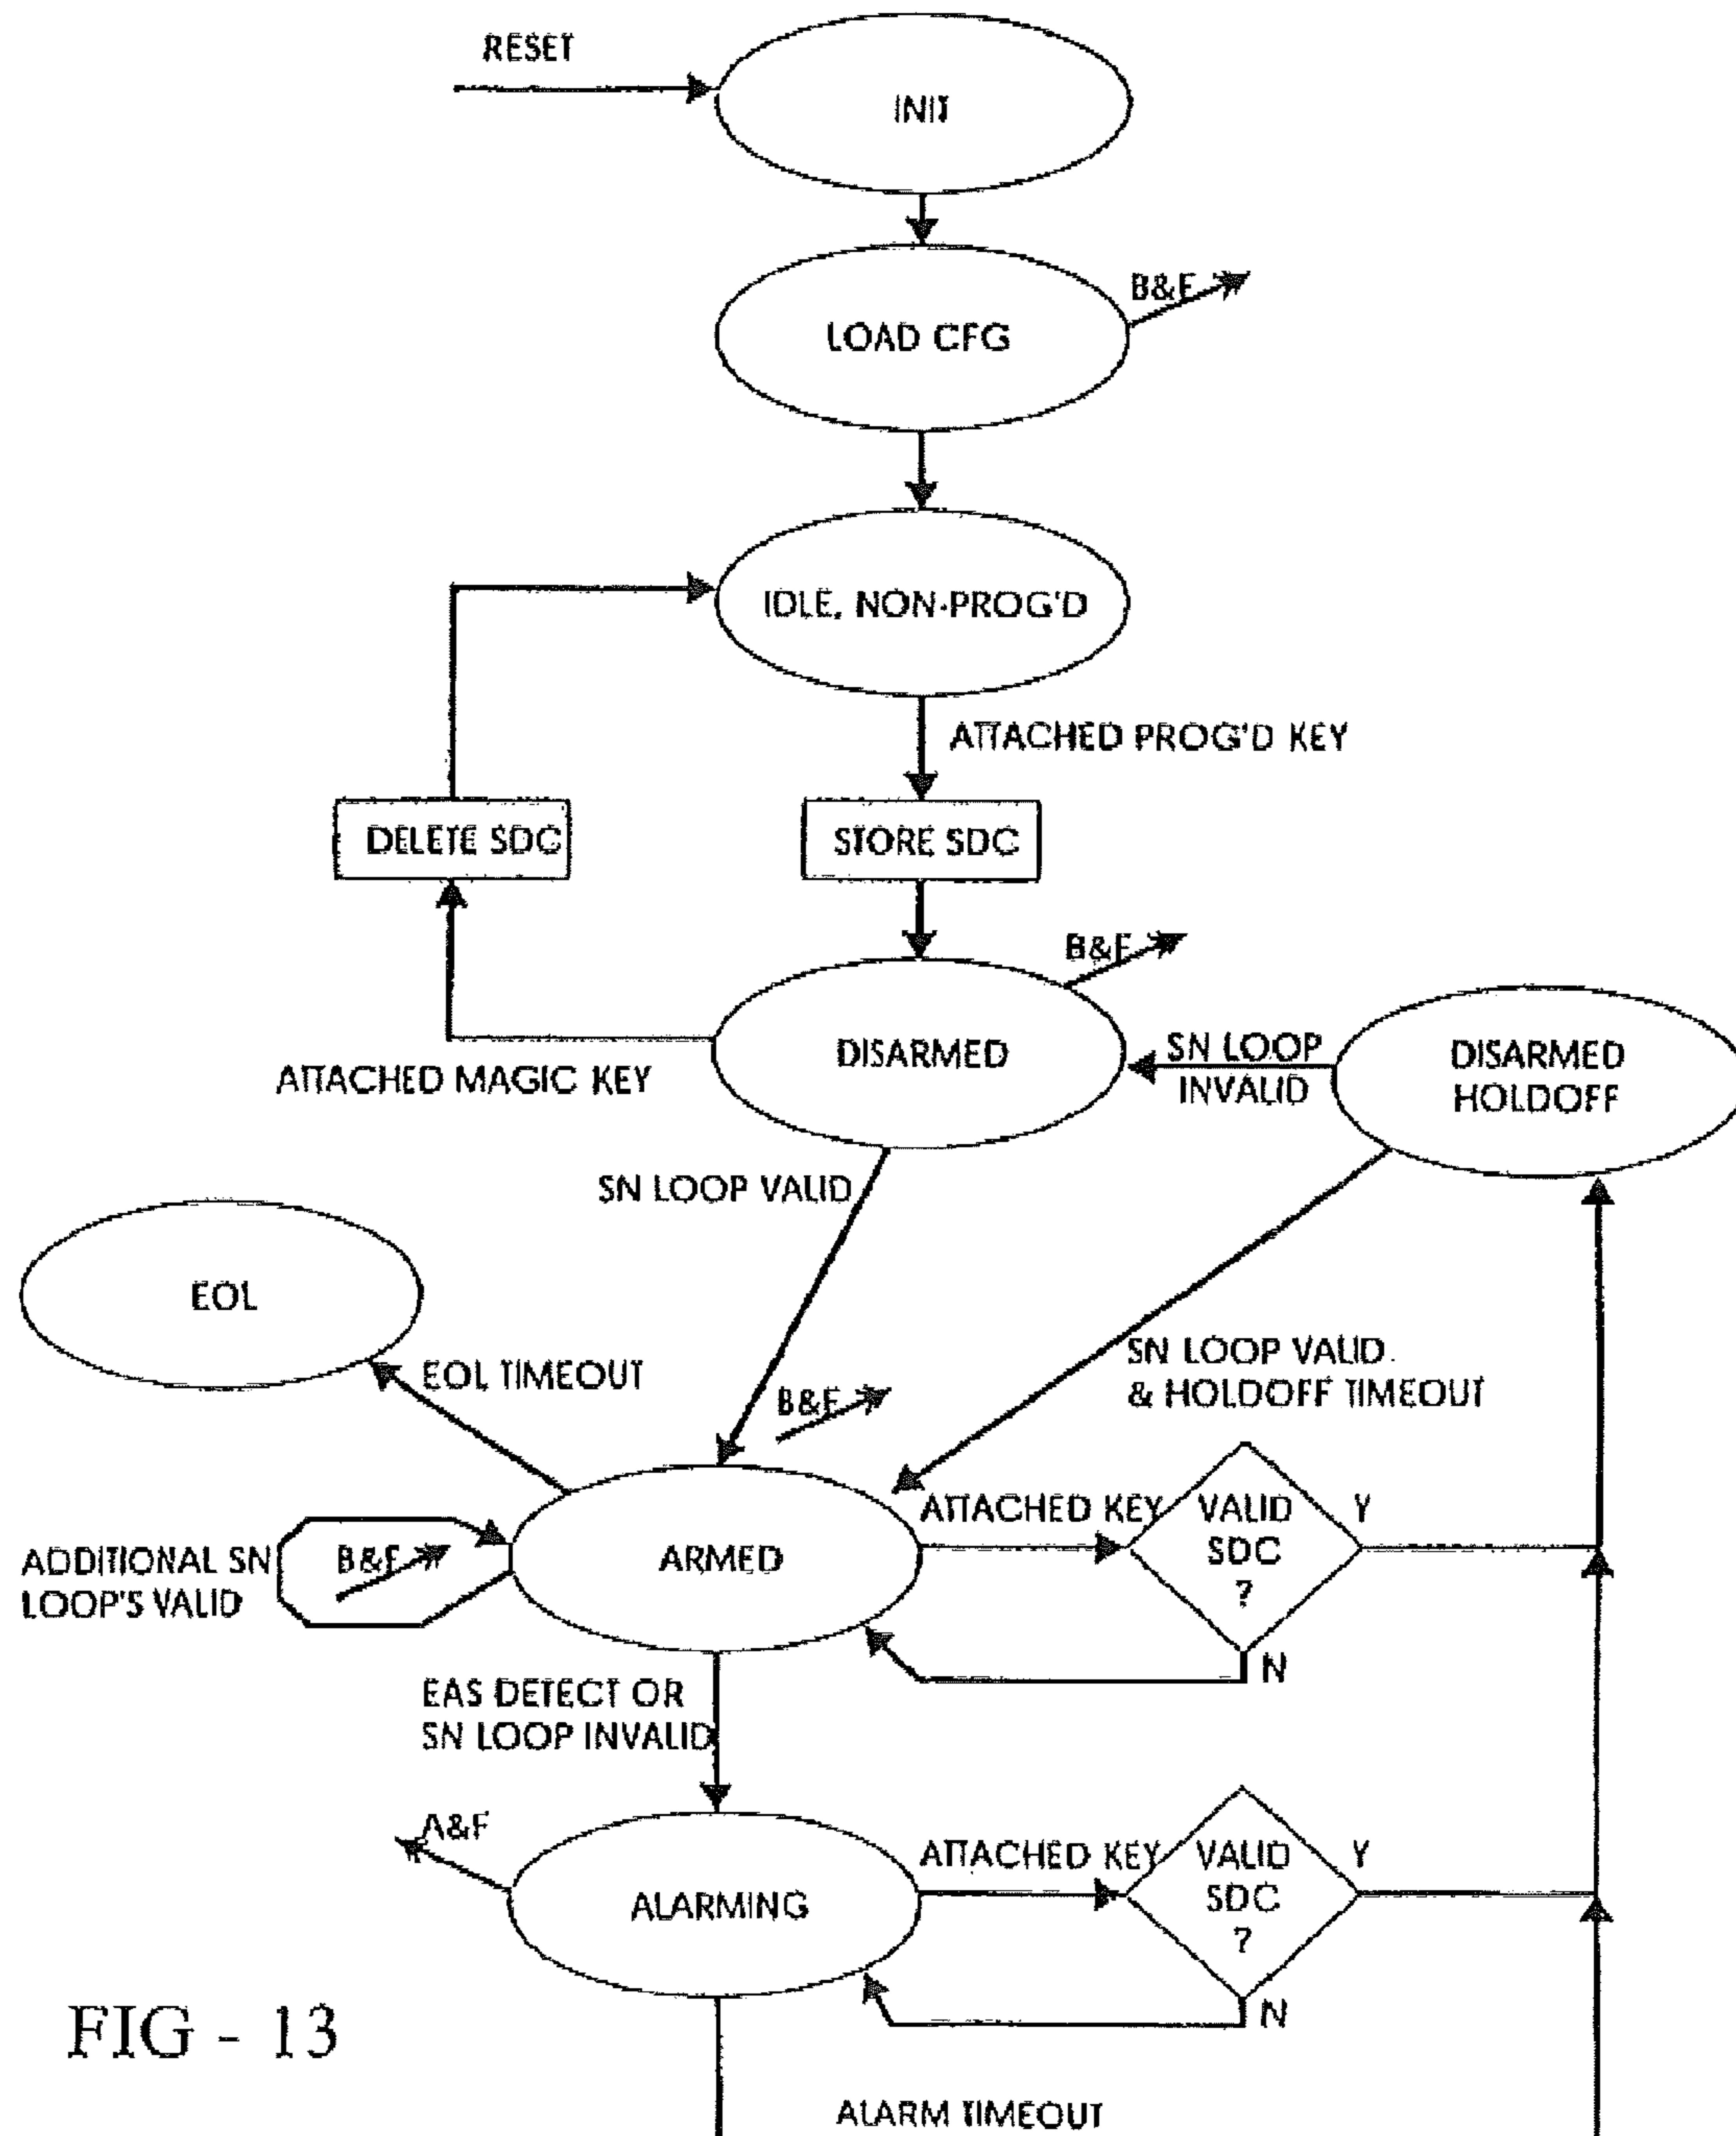 RESET
INIT
B&F
LOAD CFG
IDLE, NON-PROG'D
ATTACHED PROG'D KEY
DELETE SDC
STORE SDC
B&F
DISARMED
SN LOOP
INVALID
DISARMED
HOLDOFF
ATTACHED MAGIC KEY
SN LOOP VALID
EOL
EOL TIMEOUT
SN LOOP VALID
& HOLDOFF TIMEOUT
B&F
ATTACHED KEY
VALID
SDC
?
Y
N
ADDITIONAL SN
LOOP'S VALID
B&F
ARMED
EAS DETECT OR
SN LOOP INVALID
A&F
ATTACHED KEY
VALID
SDC
?
Y
N
ALARMING
FIG - 13
ALARM TIMEOUT